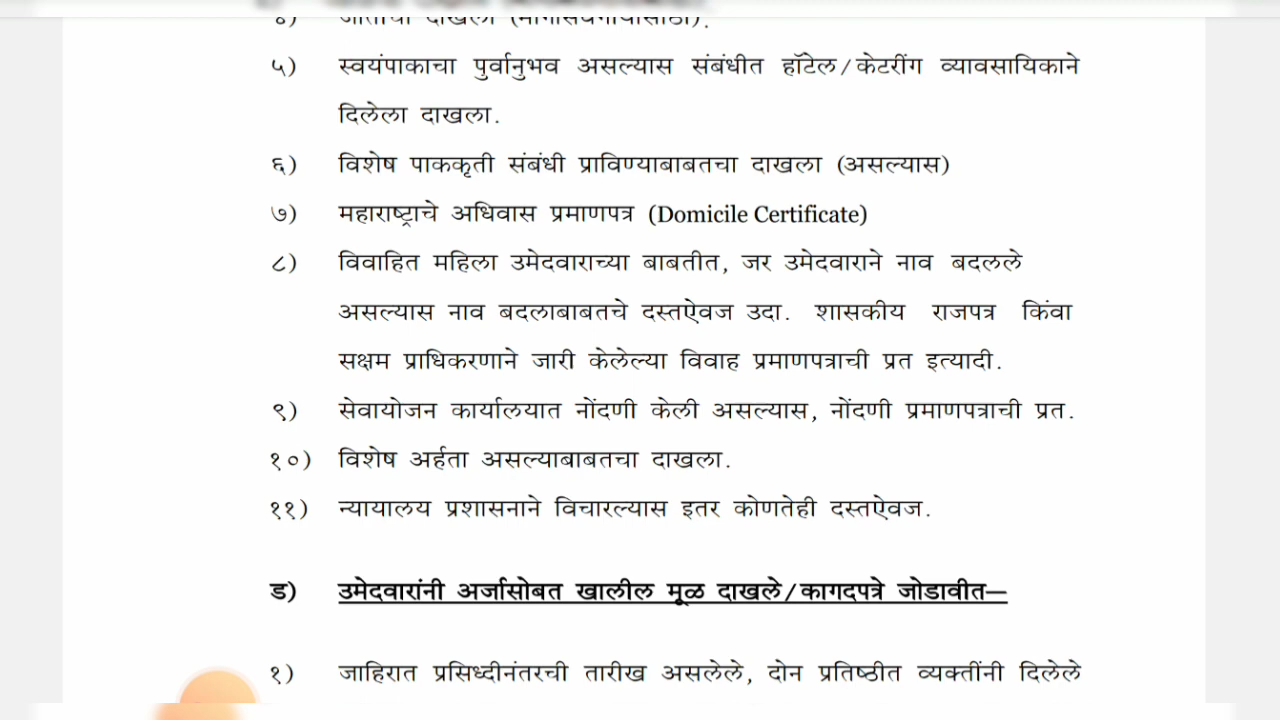 ४) जातीचा दाखला (मागासवर्गीयांसाठी).
५) स्वयंपाकाचा पुर्वानुभव असल्यास संबंधीत हॉटेल/केटरींग व्यावसायिकाने
दिलेला दाखला.
६) विशेष पाककृती संबंधी प्राविण्याबाबतचा दाखला (असल्यास)
७) महाराष्ट्राचे अधिवास प्रमाणपत्र (Domicile Certificate)
८) विवाहित महिला उमेदवाराच्या बाबतीत, जर उमेदवाराने नाव बदलले
असल्यास नाव बदलाबाबतचे दस्तऐवज उदा. शासकीय राजपत्र किंवा
सक्षम प्राधिकरणाने जारी केलेल्या विवाह प्रमाणपत्राची प्रत इत्यादी.
९) सेवायोजन कार्यालयात नोंदणी केली असल्यास, नोंदणी प्रमाणपत्राची प्रत.
१०) विशेष अर्हता असल्याबाबतचा दाखला.
११) न्यायालय प्रशासनाने विचारल्यास इतर कोणतेही दस्तऐवज.
ड) उमेदवारांनी अर्जासोबत खालील मूळ दाखले/कागदपत्रे जोडावीत—
१) जाहिरात प्रसिध्दीनंतरची तारीख असलेले, दोन प्रतिष्ठीत व्यक्तींनी दिलेले